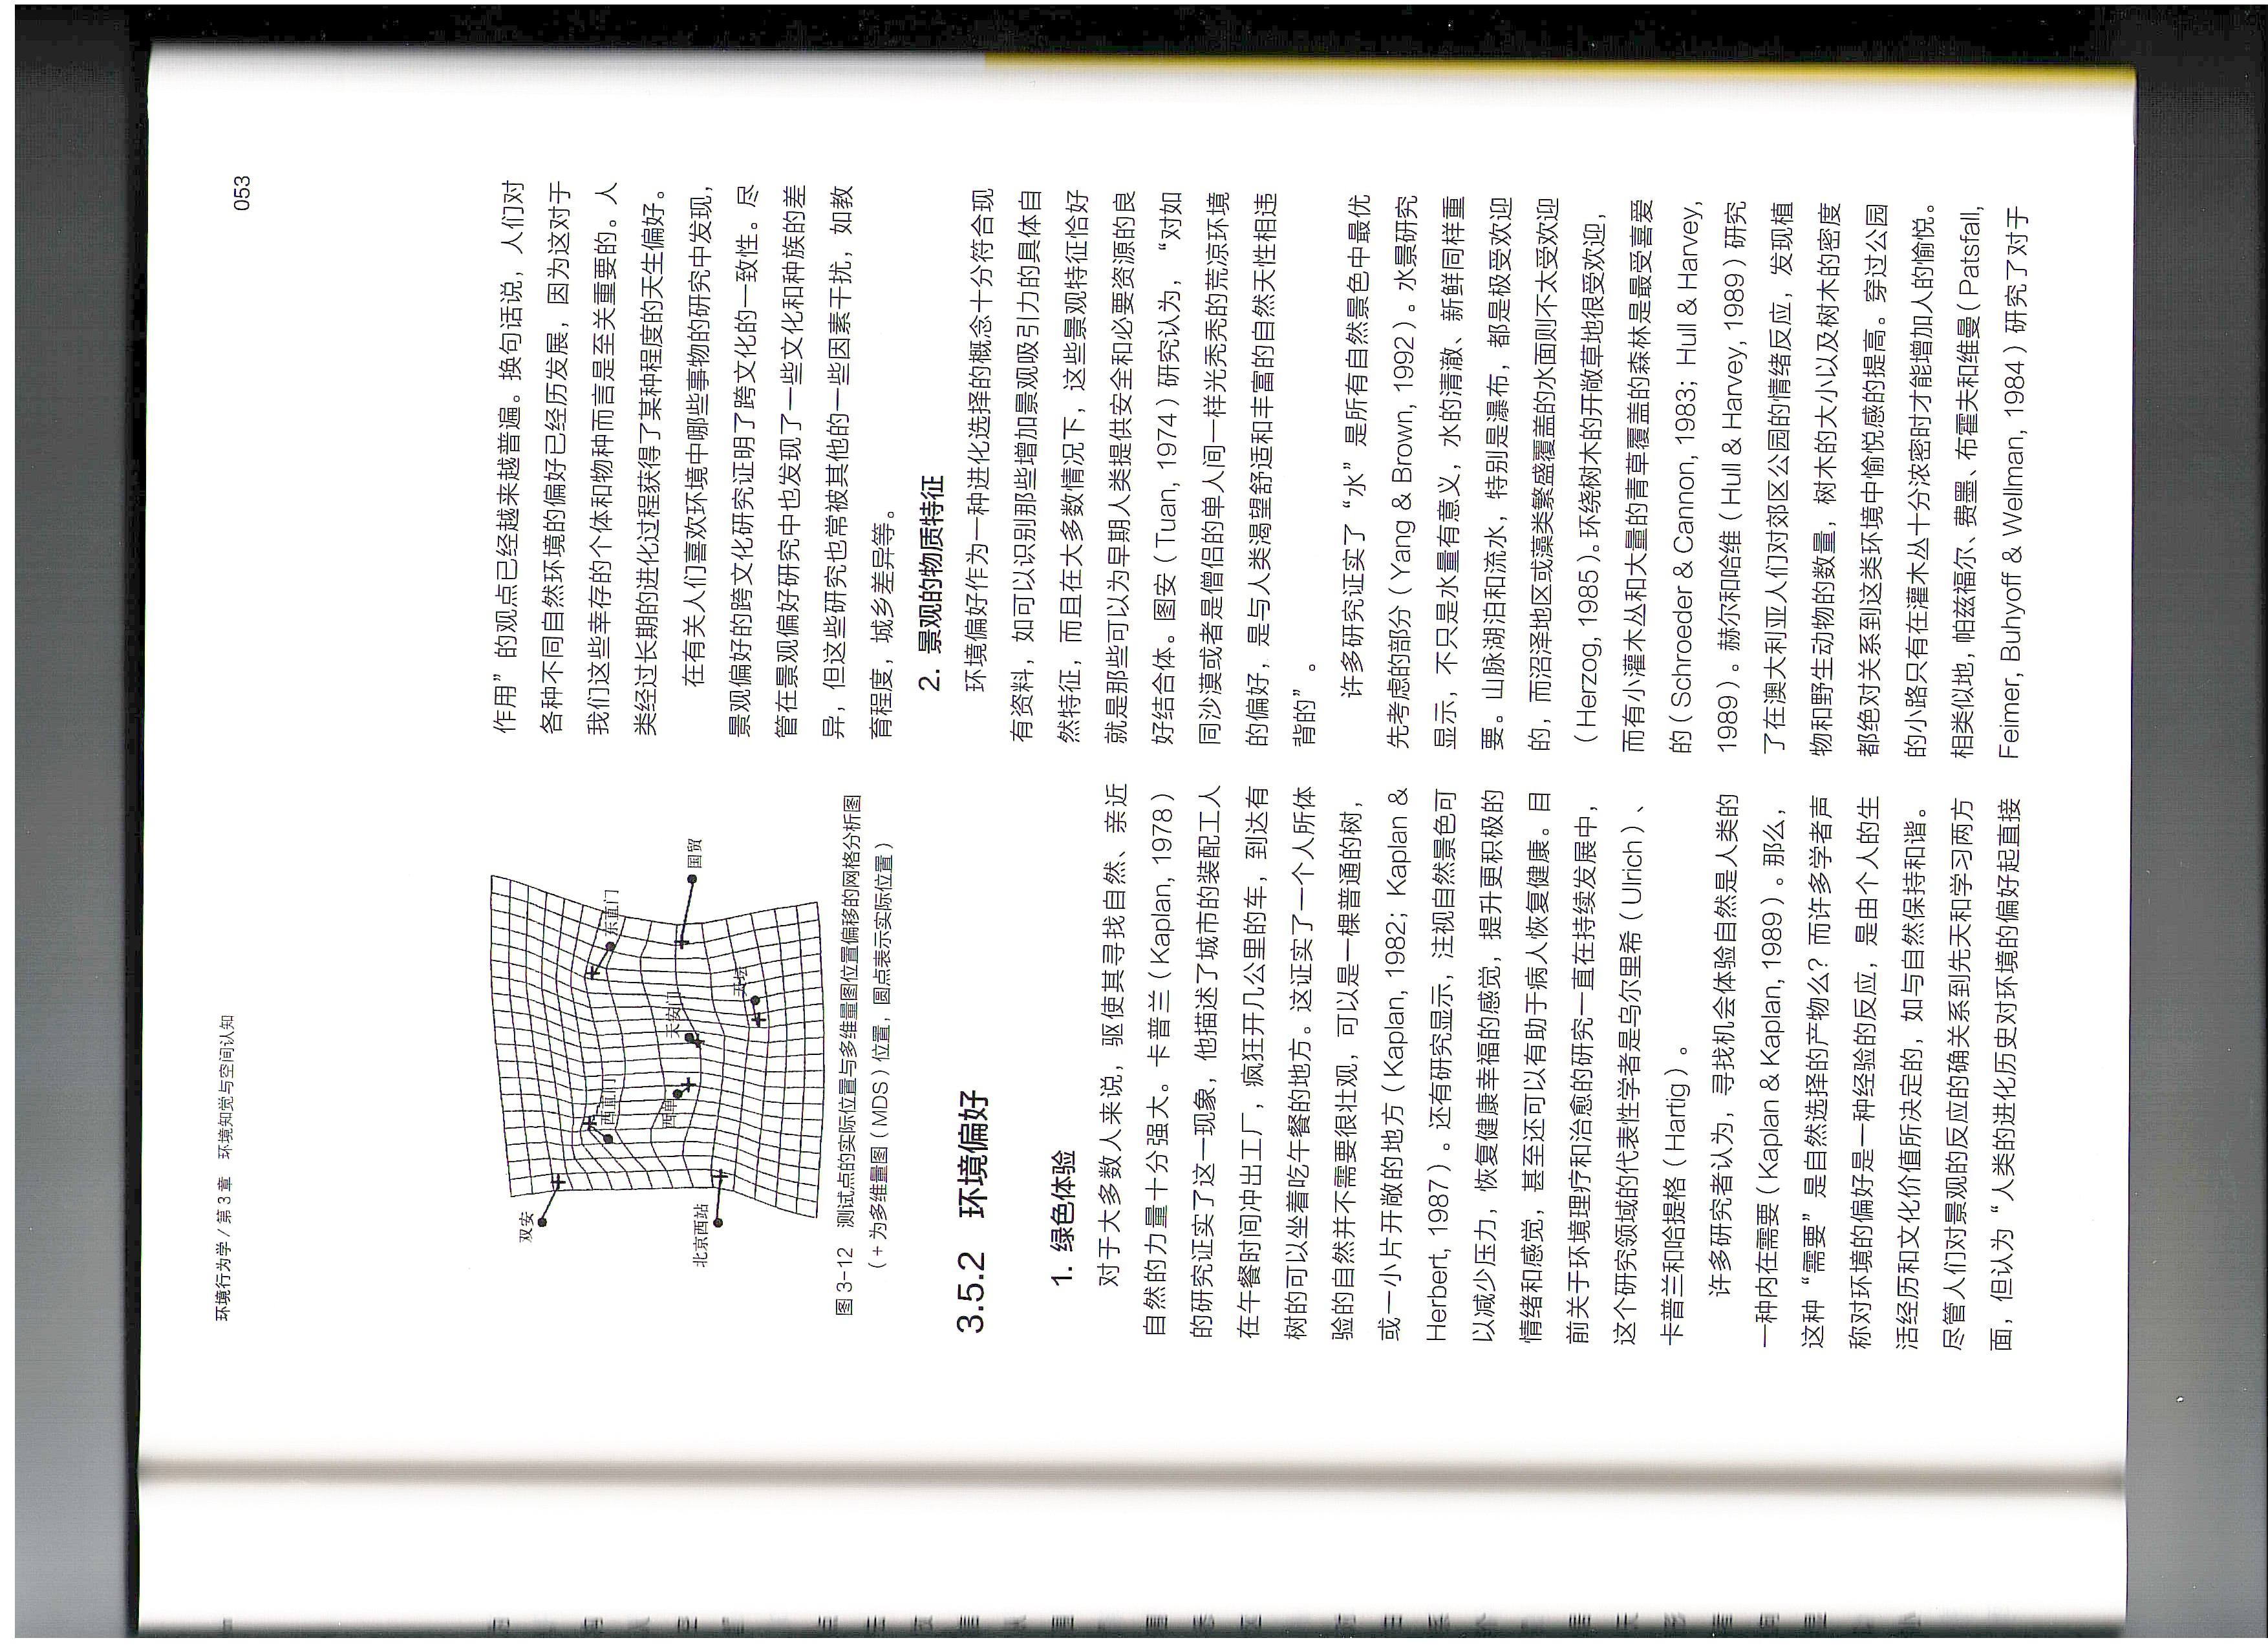 环境行为学 / 第 3 章　环境知觉与空间认知
053
双安
西直门
东直门
西单
天安门
国贸
北京西站
天坛
图 3-12　测试点的实际位置与多维量图位置偏移的网格分析图
（+ 为多维量图（MDS）位置，圆点表示实际位置）
3.5.2　环境偏好
1. 绿色体验
对于大多数人来说，驱使其寻找自然、亲近
自然的力量十分强大。卡普兰（Kaplan, 1978）
的研究证实了这一现象，他描述了城市的装配工人
在午餐时间冲出工厂，疯狂开几公里的车，到达有
树的可以坐着吃午餐的地方。这证实了一个人所体
验的自然并不需要很壮观，可以是一棵普通的树，
或一小片开敞的地方（Kaplan, 1982；Kaplan &
Herbert, 1987）。还有研究显示，注视自然景色可
以减少压力，恢复健康幸福的感觉，提升更积极的
情绪和感觉，甚至还可以有助于病人恢复健康。目
前关于环境理疗和治愈的研究一直在持续发展中，
这个研究领域的代表性学者是乌尔里希（Ulrich）、
卡普兰和哈提格（Hartig）。
许多研究者认为，寻找机会体验自然是人类的
一种内在需要（Kaplan & Kaplan, 1989）。那么，
这种“需要”是自然选择的产物么？而许多学者声
称对环境的偏好是一种经验的反应，是由个人的生
活经历和文化价值所决定的，如与自然保持和谐。
尽管人们对景观的反应的确关系到先天和学习两方
面，但认为“人类的进化历史对环境的偏好起直接
作用”的观点已经越来越普遍。换句话说，人们对
各种不同自然环境的偏好已经历发展，因为这对于
我们这些幸存的个体和物种而言是至关重要的。人
类经过长期的进化过程获得了某种程度的天生偏好。
在有关人们喜欢环境中哪些事物的研究中发现，
景观偏好的跨文化研究证明了跨文化的一致性。尽
管在景观偏好研究中也发现了一些文化和种族的差
异，但这些研究也常被其他的一些因素干扰，如教
育程度，城乡差异等。
2. 景观的物质特征
环境偏好作为一种进化选择的概念十分符合现
有资料，如可以识别那些增加景观吸引力的具体自
然特征，而且在大多数情况下，这些景观特征恰好
就是那些可以为早期人类提供安全和必要资源的良
好结合体。图安（Tuan, 1974）研究认为，“对如
同沙漠或者是僧侣的单人间一样光秃秃的荒凉环境
的偏好，是与人类渴望舒适和丰富的自然天性相违
背的”。
许多研究证实了“水”是所有自然景色中最优
先考虑的部分（Yang & Brown, 1992）。水景研究
显示，不只是水量有意义，水的清澈、新鲜同样重
要。山脉湖泊和流水，特别是瀑布，都是极受欢迎
的，而沼泽地区或藻类繁盛覆盖的水面则不太受欢迎
（Herzog, 1985）。环绕树木的开敞草地很受欢迎，
而有小灌木丛和大量的青草覆盖的森林是最受喜爱
的（Schroeder & Cannon, 1983；Hull & Harvey,
1989）。赫尔和哈维（Hull & Harvey, 1989）研究
了在澳大利亚人们对郊区公园的情绪反应，发现植
物和野生动物的数量，树木的大小以及树木的密度
都绝对关系到这类环境中愉悦感的提高。穿过公园
的小路只有在灌木丛十分浓密时才能增加人的愉悦。
相类似地，帕兹福尔、费墨、布霍夫和维曼（Patsfall,
Feimer, Buhyoff & Wellman, 1984）研究了对于